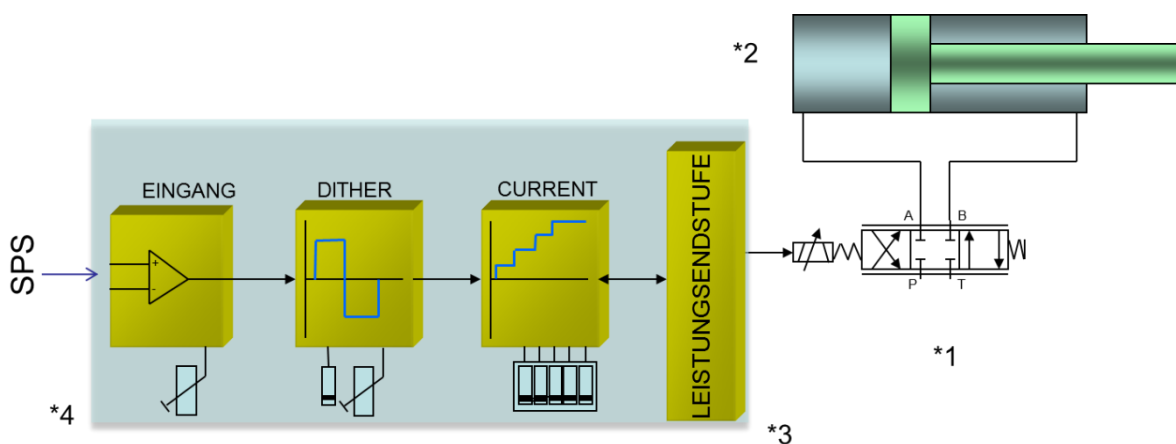 *2
EINGANG
DITHER
CURRENT
LEISTUNGSENDSTUFE
SPS
+
-
A
B
P
T
*1
*4
*3